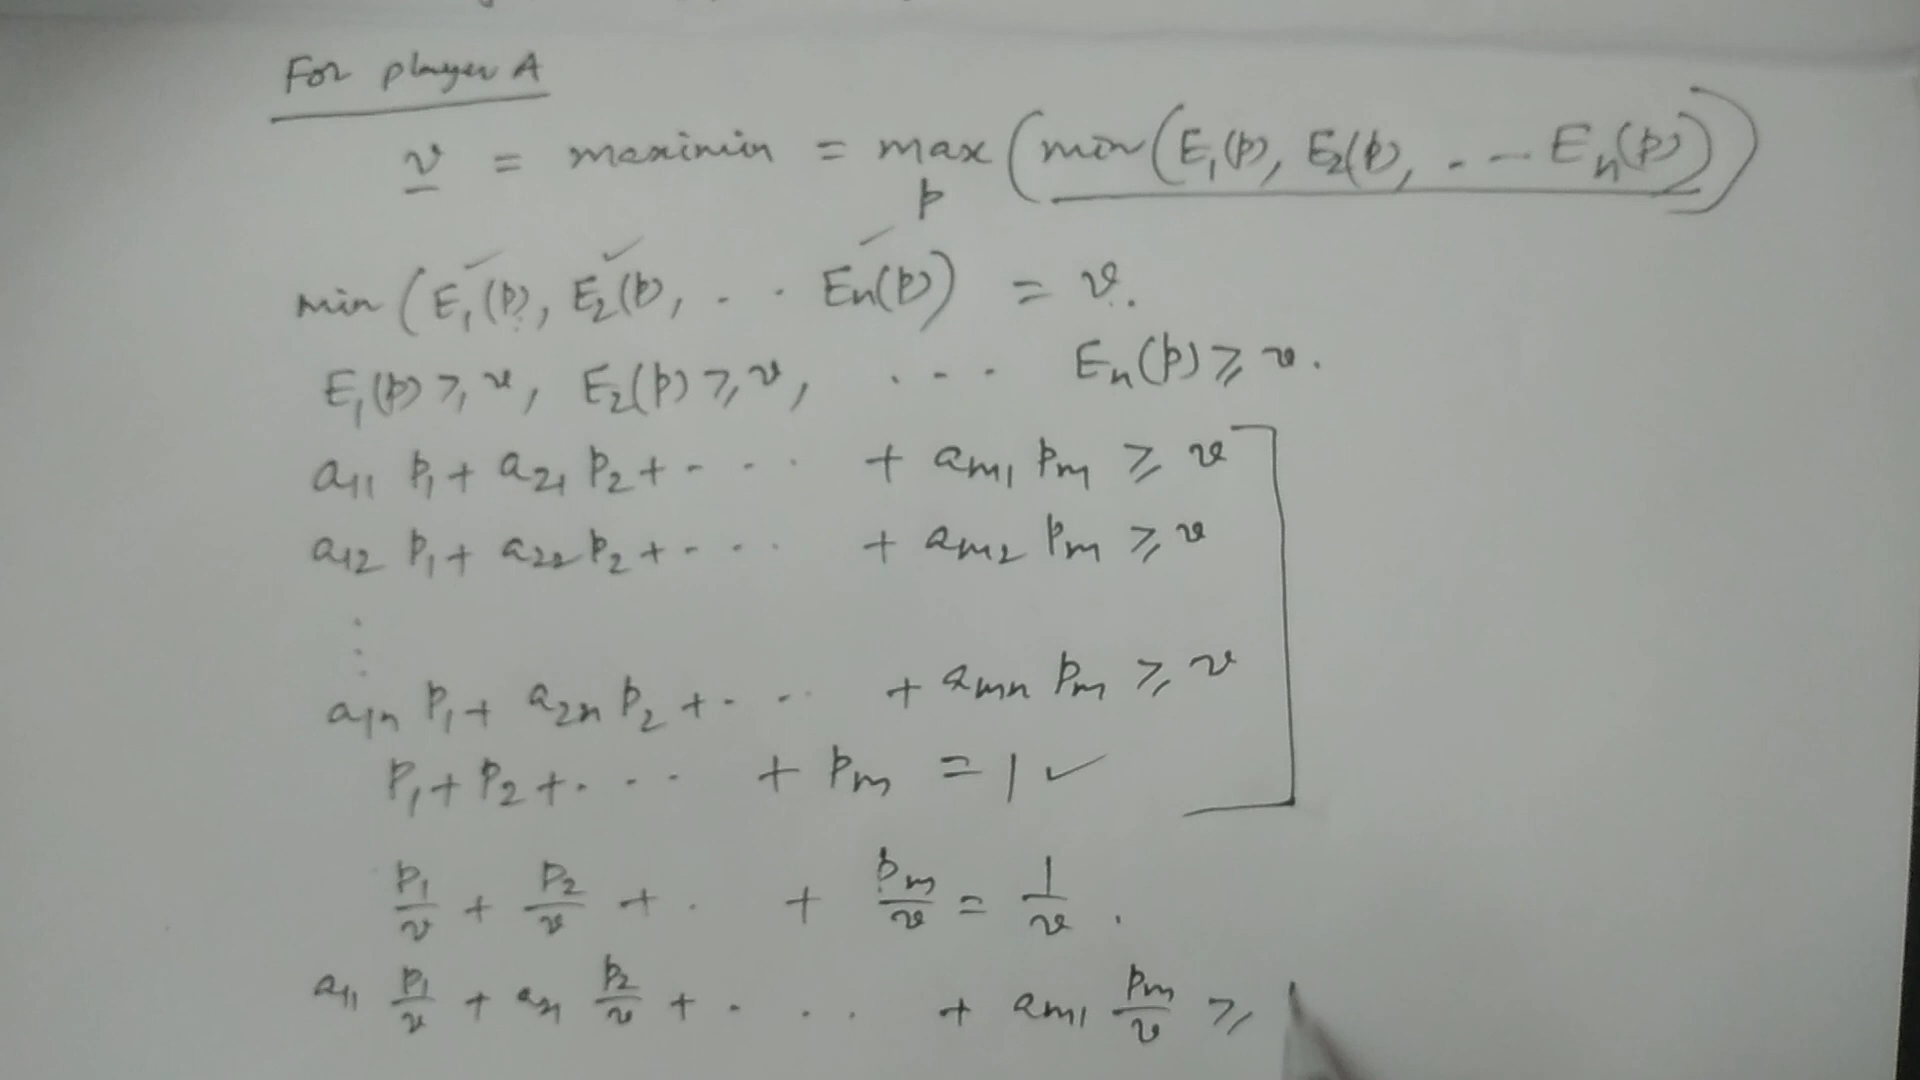 For player A
v = maximin = max p (min (E₁(p), E₂(p), . . – Eₙ(p)))
min (E₁(p), E₂(p), . . Eₙ(p)) = v.
E₁(p) ⩾ v, E₂(p) ⩾ v, . . . Eₙ(p) ⩾ v.
a₁₁ p₁ + a₂₁ p₂ + - . . + aₘ₁ pₘ ⩾ v
a₁₂ p₁ + a₂₂ p₂ + - . . + aₘ₂ pₘ ⩾ v
⋮
a₁ₙ p₁ + a₂ₙ p₂ + - . . + aₘₙ pₘ ⩾ v
p₁ + p₂ + . . . . + pₘ = 1 ✓
p₁/v + p₂/v + . + pₘ/v = 1/v .
a₁₁ p₁/v + a₂₁ p₂/v + . . . + aₘ₁ pₘ/v ⩾